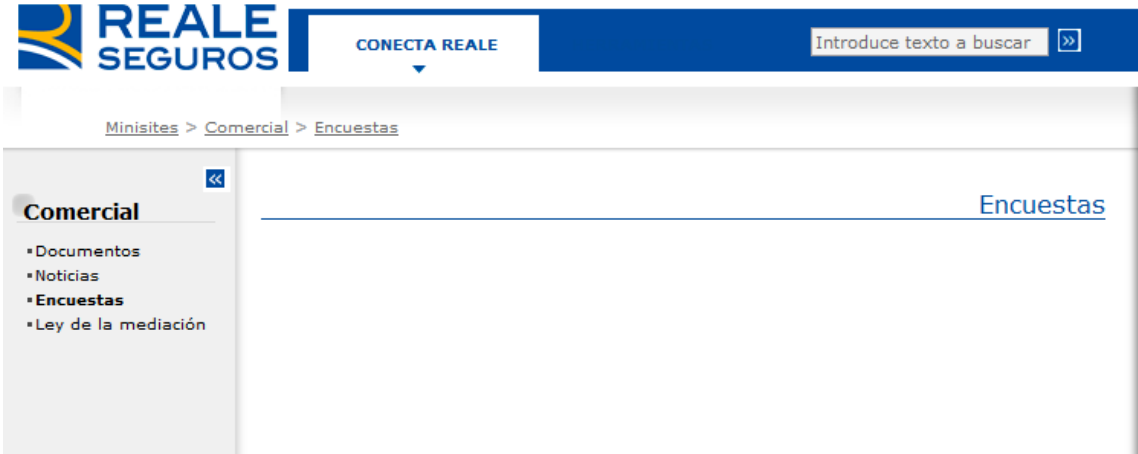 REALE
SEGUROS
CONECTA REALE
Introduce texto a buscar
Minisites > Comercial > Encuestas
Comercial
Documentos
Noticias
Encuestas
Ley de la mediación
Encuestas